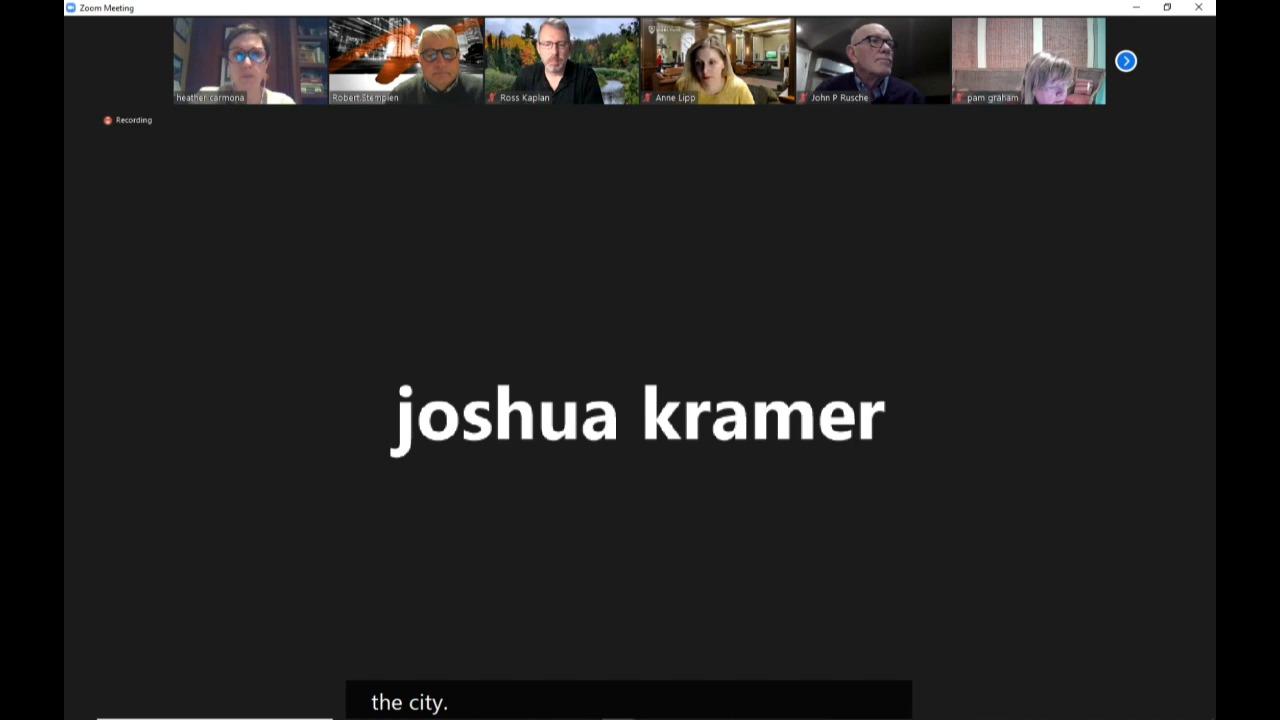 Zoom Meeting
heather carmona
Robert Stempien
Ross Kaplan
Anne Lipp
John P Rusche
pam graham
Recording
joshua kramer
the city.